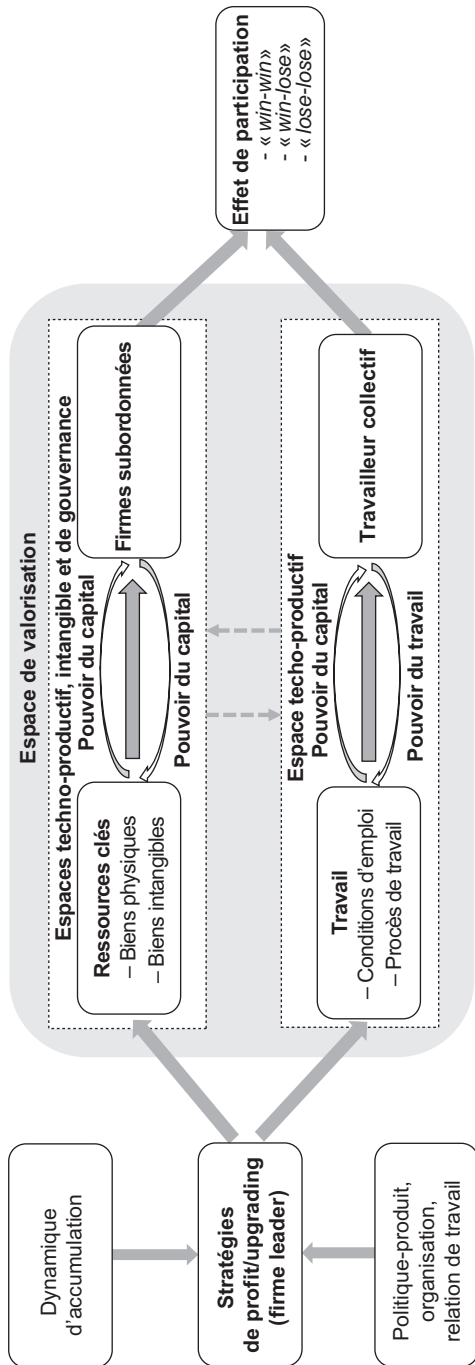 Dynamique
d'accumulation
Stratégies
de profit/upgrading
(firme leader)
Politique-produit,
organisation,
relation de travail
Espace de valorisation
Espaces techno-productif, intangible et de gouvernance
Pouvoir du capital
Ressources clés
– Biens physiques
– Biens intangibles
Firmes subordonnées
Pouvoir du capital
Espace techo-productif
Pouvoir du capital
Travail
– Conditions d'emploi
– Procès de travail
Travailleur collectif
Pouvoir du travail
Effet de participation
- « win-win »
- « win-lose »
- « lose-lose »